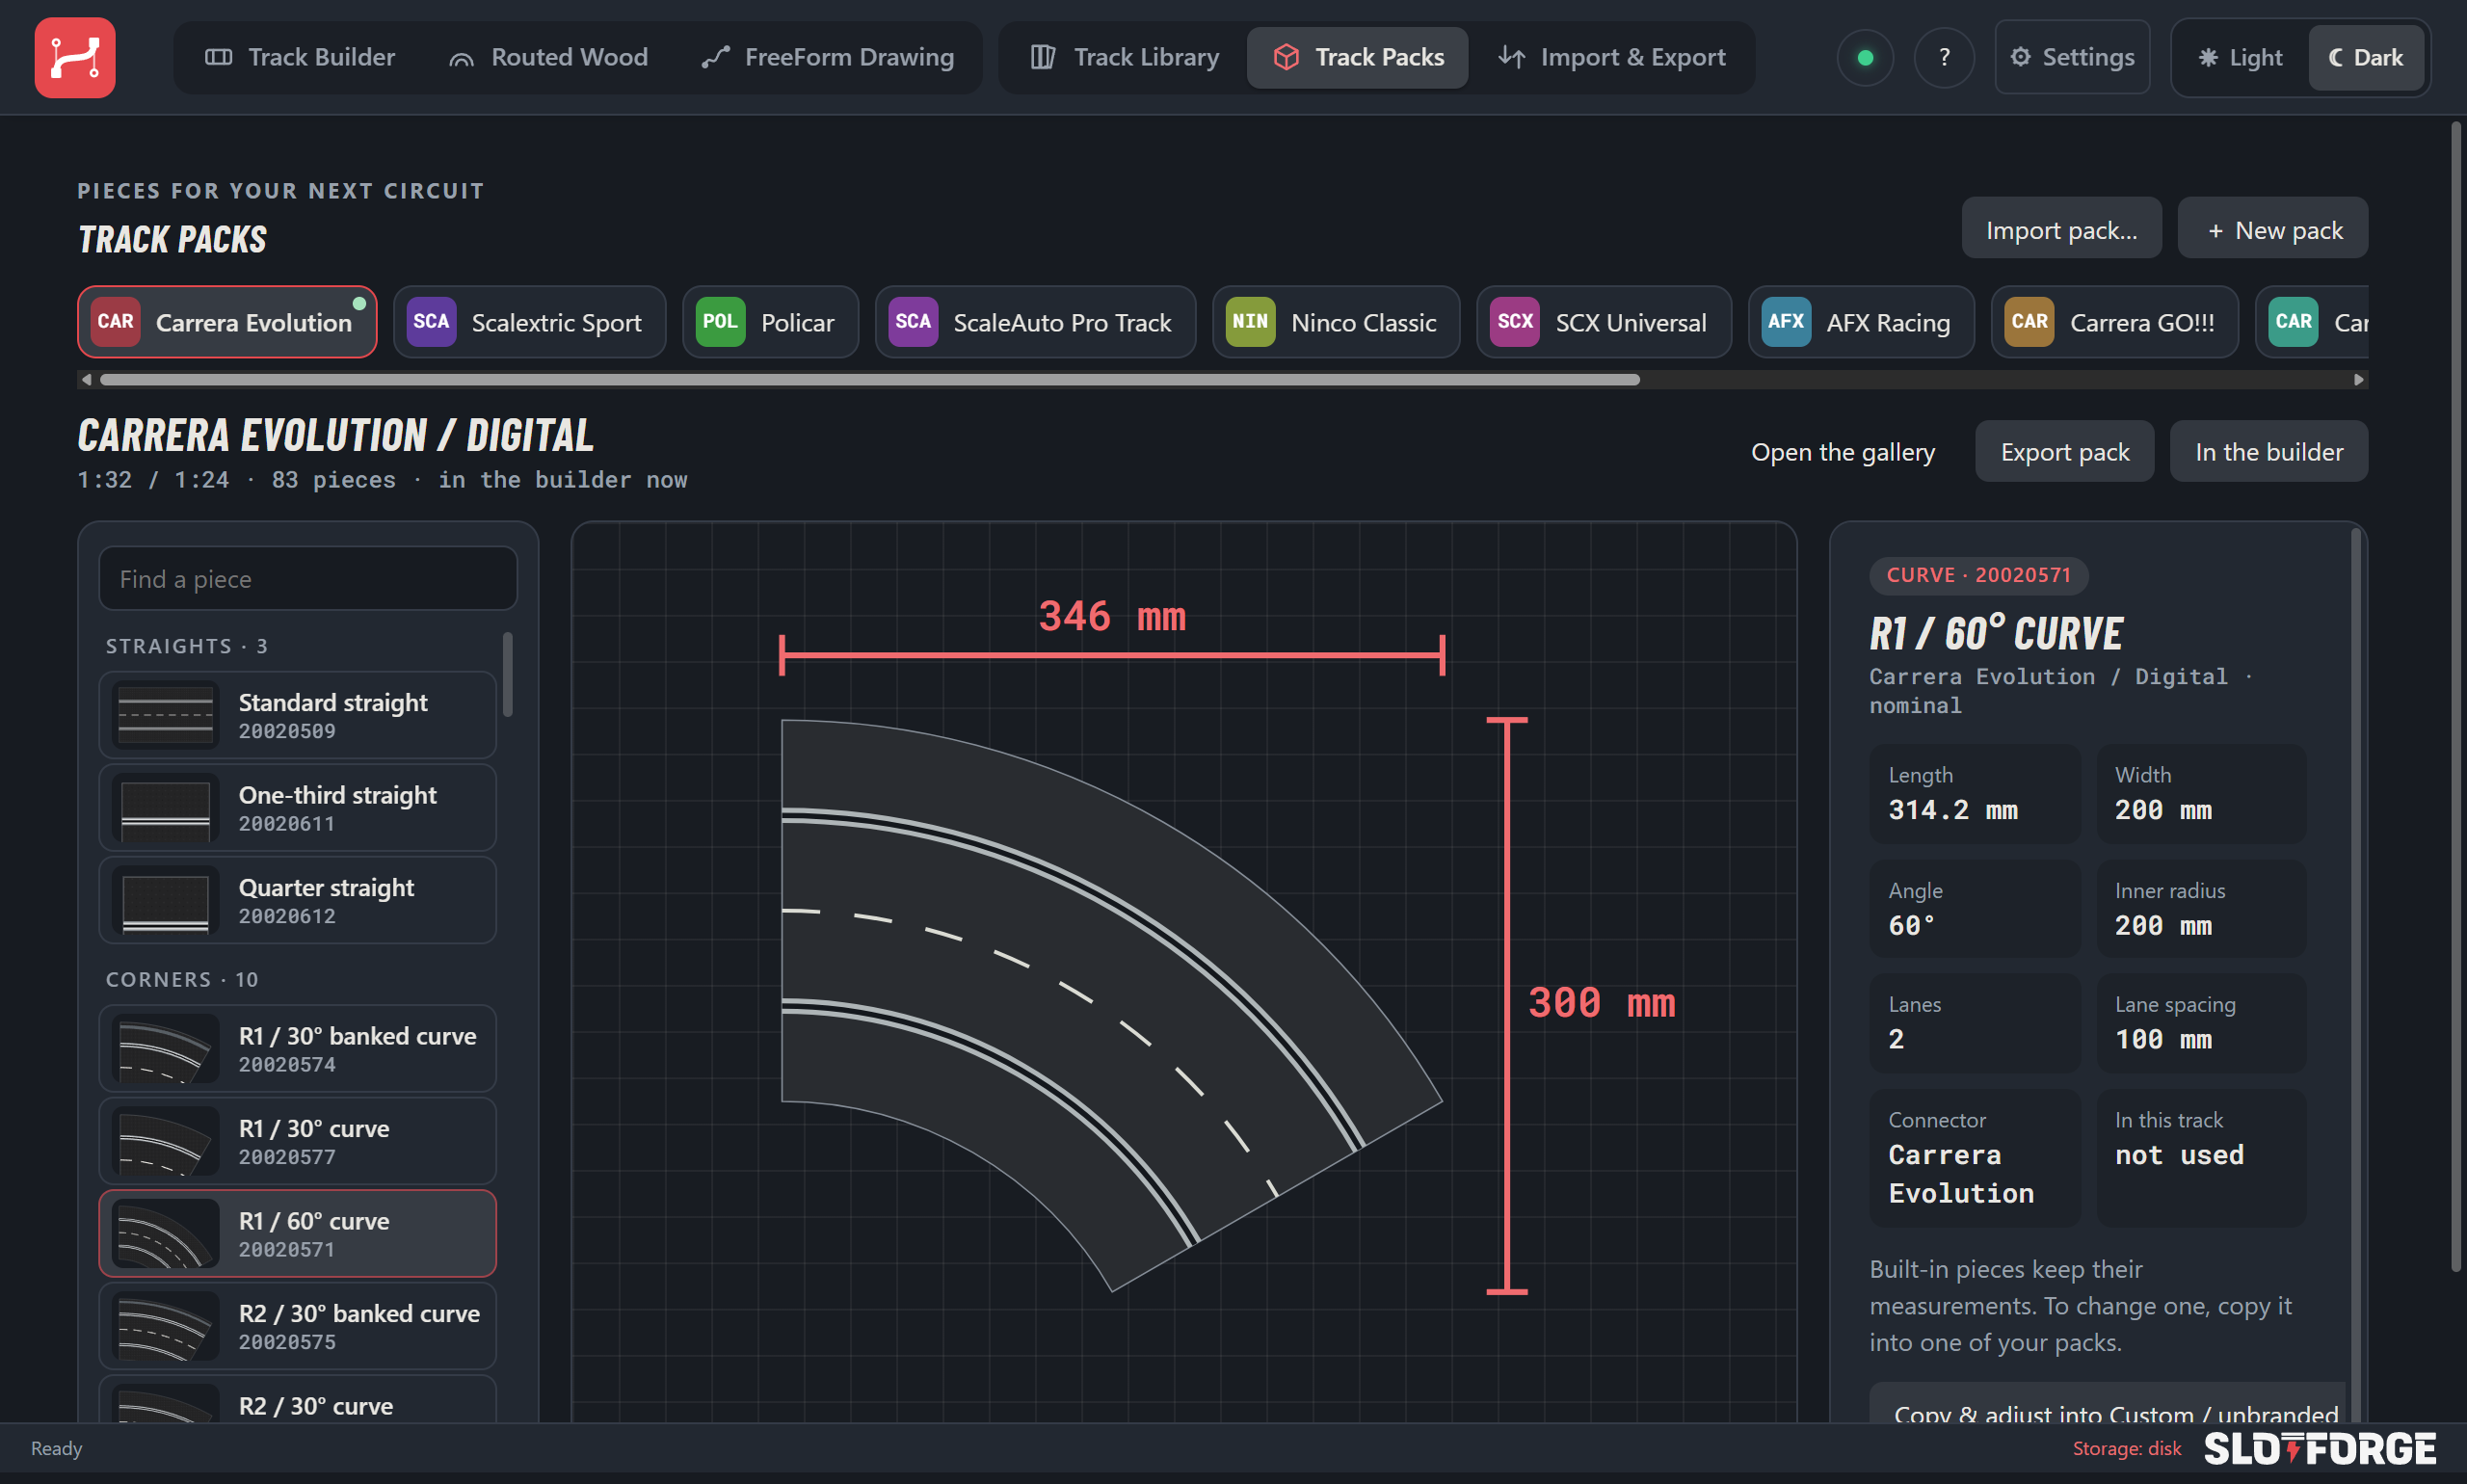 Track Builder
Routed Wood
FreeForm Drawing
Track Library
Track Packs
Import & Export
?
Settings
Light
Dark
PIECES FOR YOUR NEXT CIRCUIT
TRACK PACKS
Import pack...
+ New pack
CAR Carrera Evolution
SCA Scalextric Sport
POL Policar
SCA ScaleAuto Pro Track
NIN Ninco Classic
SCX SCX Universal
AFX AFX Racing
CAR Carrera GO!!!
CAR Car
CARRERA EVOLUTION / DIGITAL
1:32 / 1:24 · 83 pieces · in the builder now
Open the gallery
Export pack
In the builder
Find a piece
STRAIGHTS · 3
Standard straight
20020509
One-third straight
20020611
Quarter straight
20020612
CORNERS · 10
R1 / 30° banked curve
20020574
R1 / 30° curve
20020577
R1 / 60° curve
20020571
R2 / 30° banked curve
20020575
R2 / 30° curve
346 mm
300 mm
CURVE · 20020571
R1 / 60° CURVE
Carrera Evolution / Digital ·
nominal
Length
314.2 mm
Width
200 mm
Angle
60°
Inner radius
200 mm
Lanes
2
Lane spacing
100 mm
Connector
Carrera
Evolution
In this track
not used
Built-in pieces keep their
measurements. To change one, copy it
into one of your packs.
Copy & adjust into Custom / unbranded
Ready
Storage: disk
SLOTFORGE